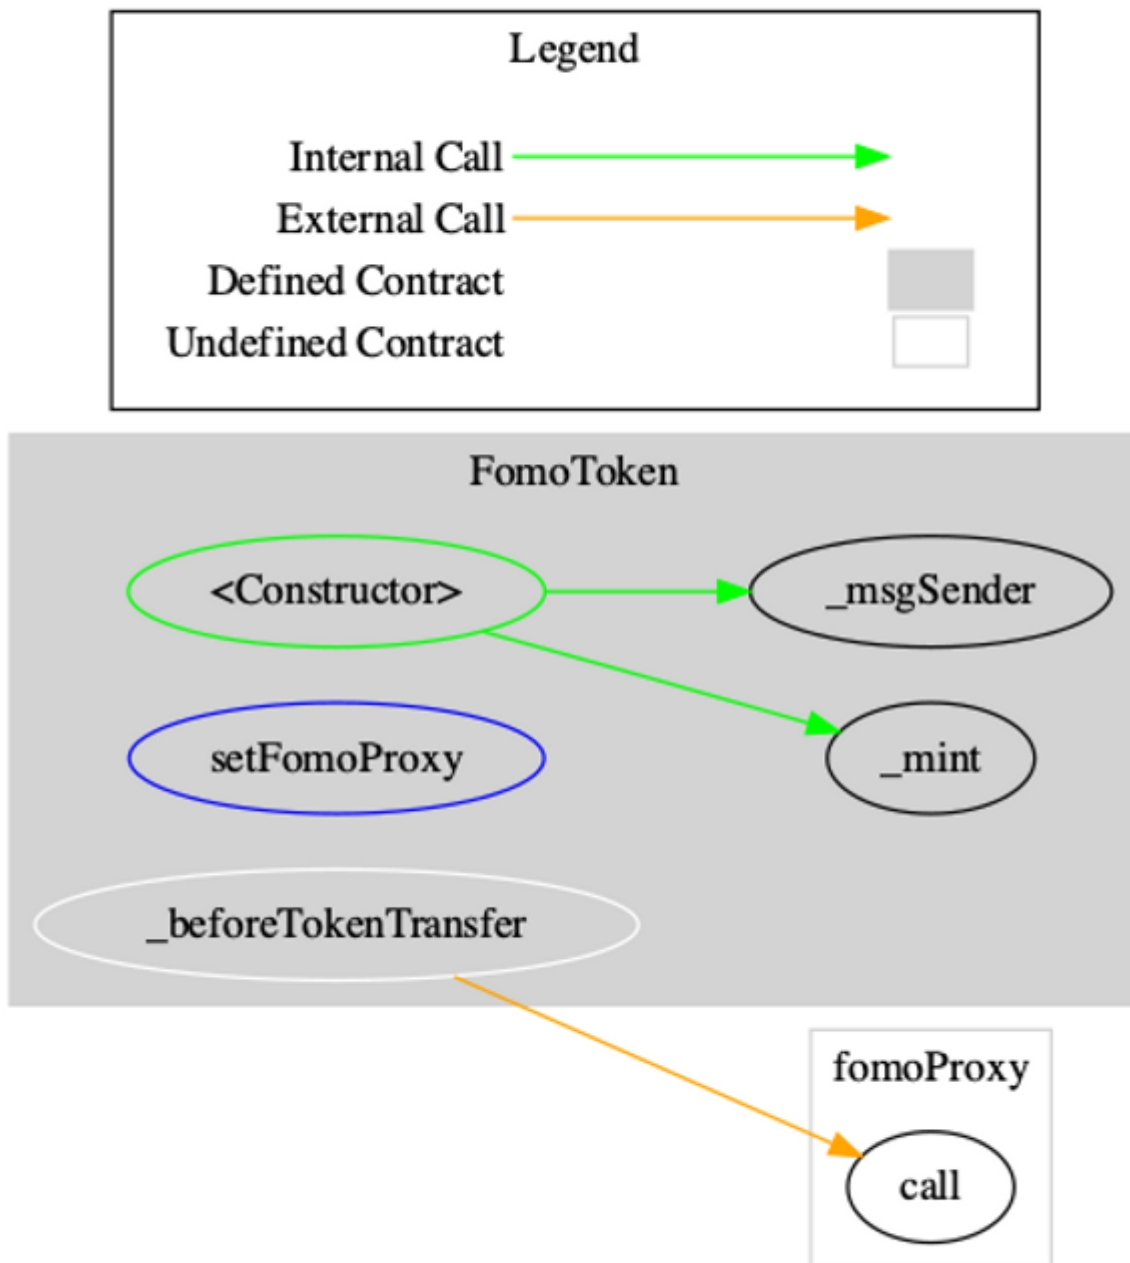 Legend
Internal Call
External Call
Defined Contract
Undefined Contract
FomoToken
<Constructor>
_msgSender
setFomoProxy
_mint
_beforeTokenTransfer
fomoProxy
call